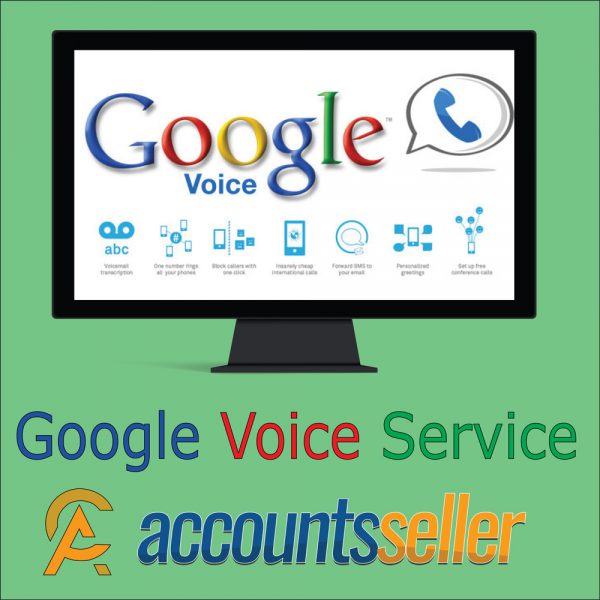 Google™
Voice
abc
Voicemail
transcription
One number rings
all your phones
#
Block callers with
one click
Insanely cheap
international calls
Forward SMS to
your email
Personalized
greetings
Set up free
conference calls
Google Voice Service
accountsseller